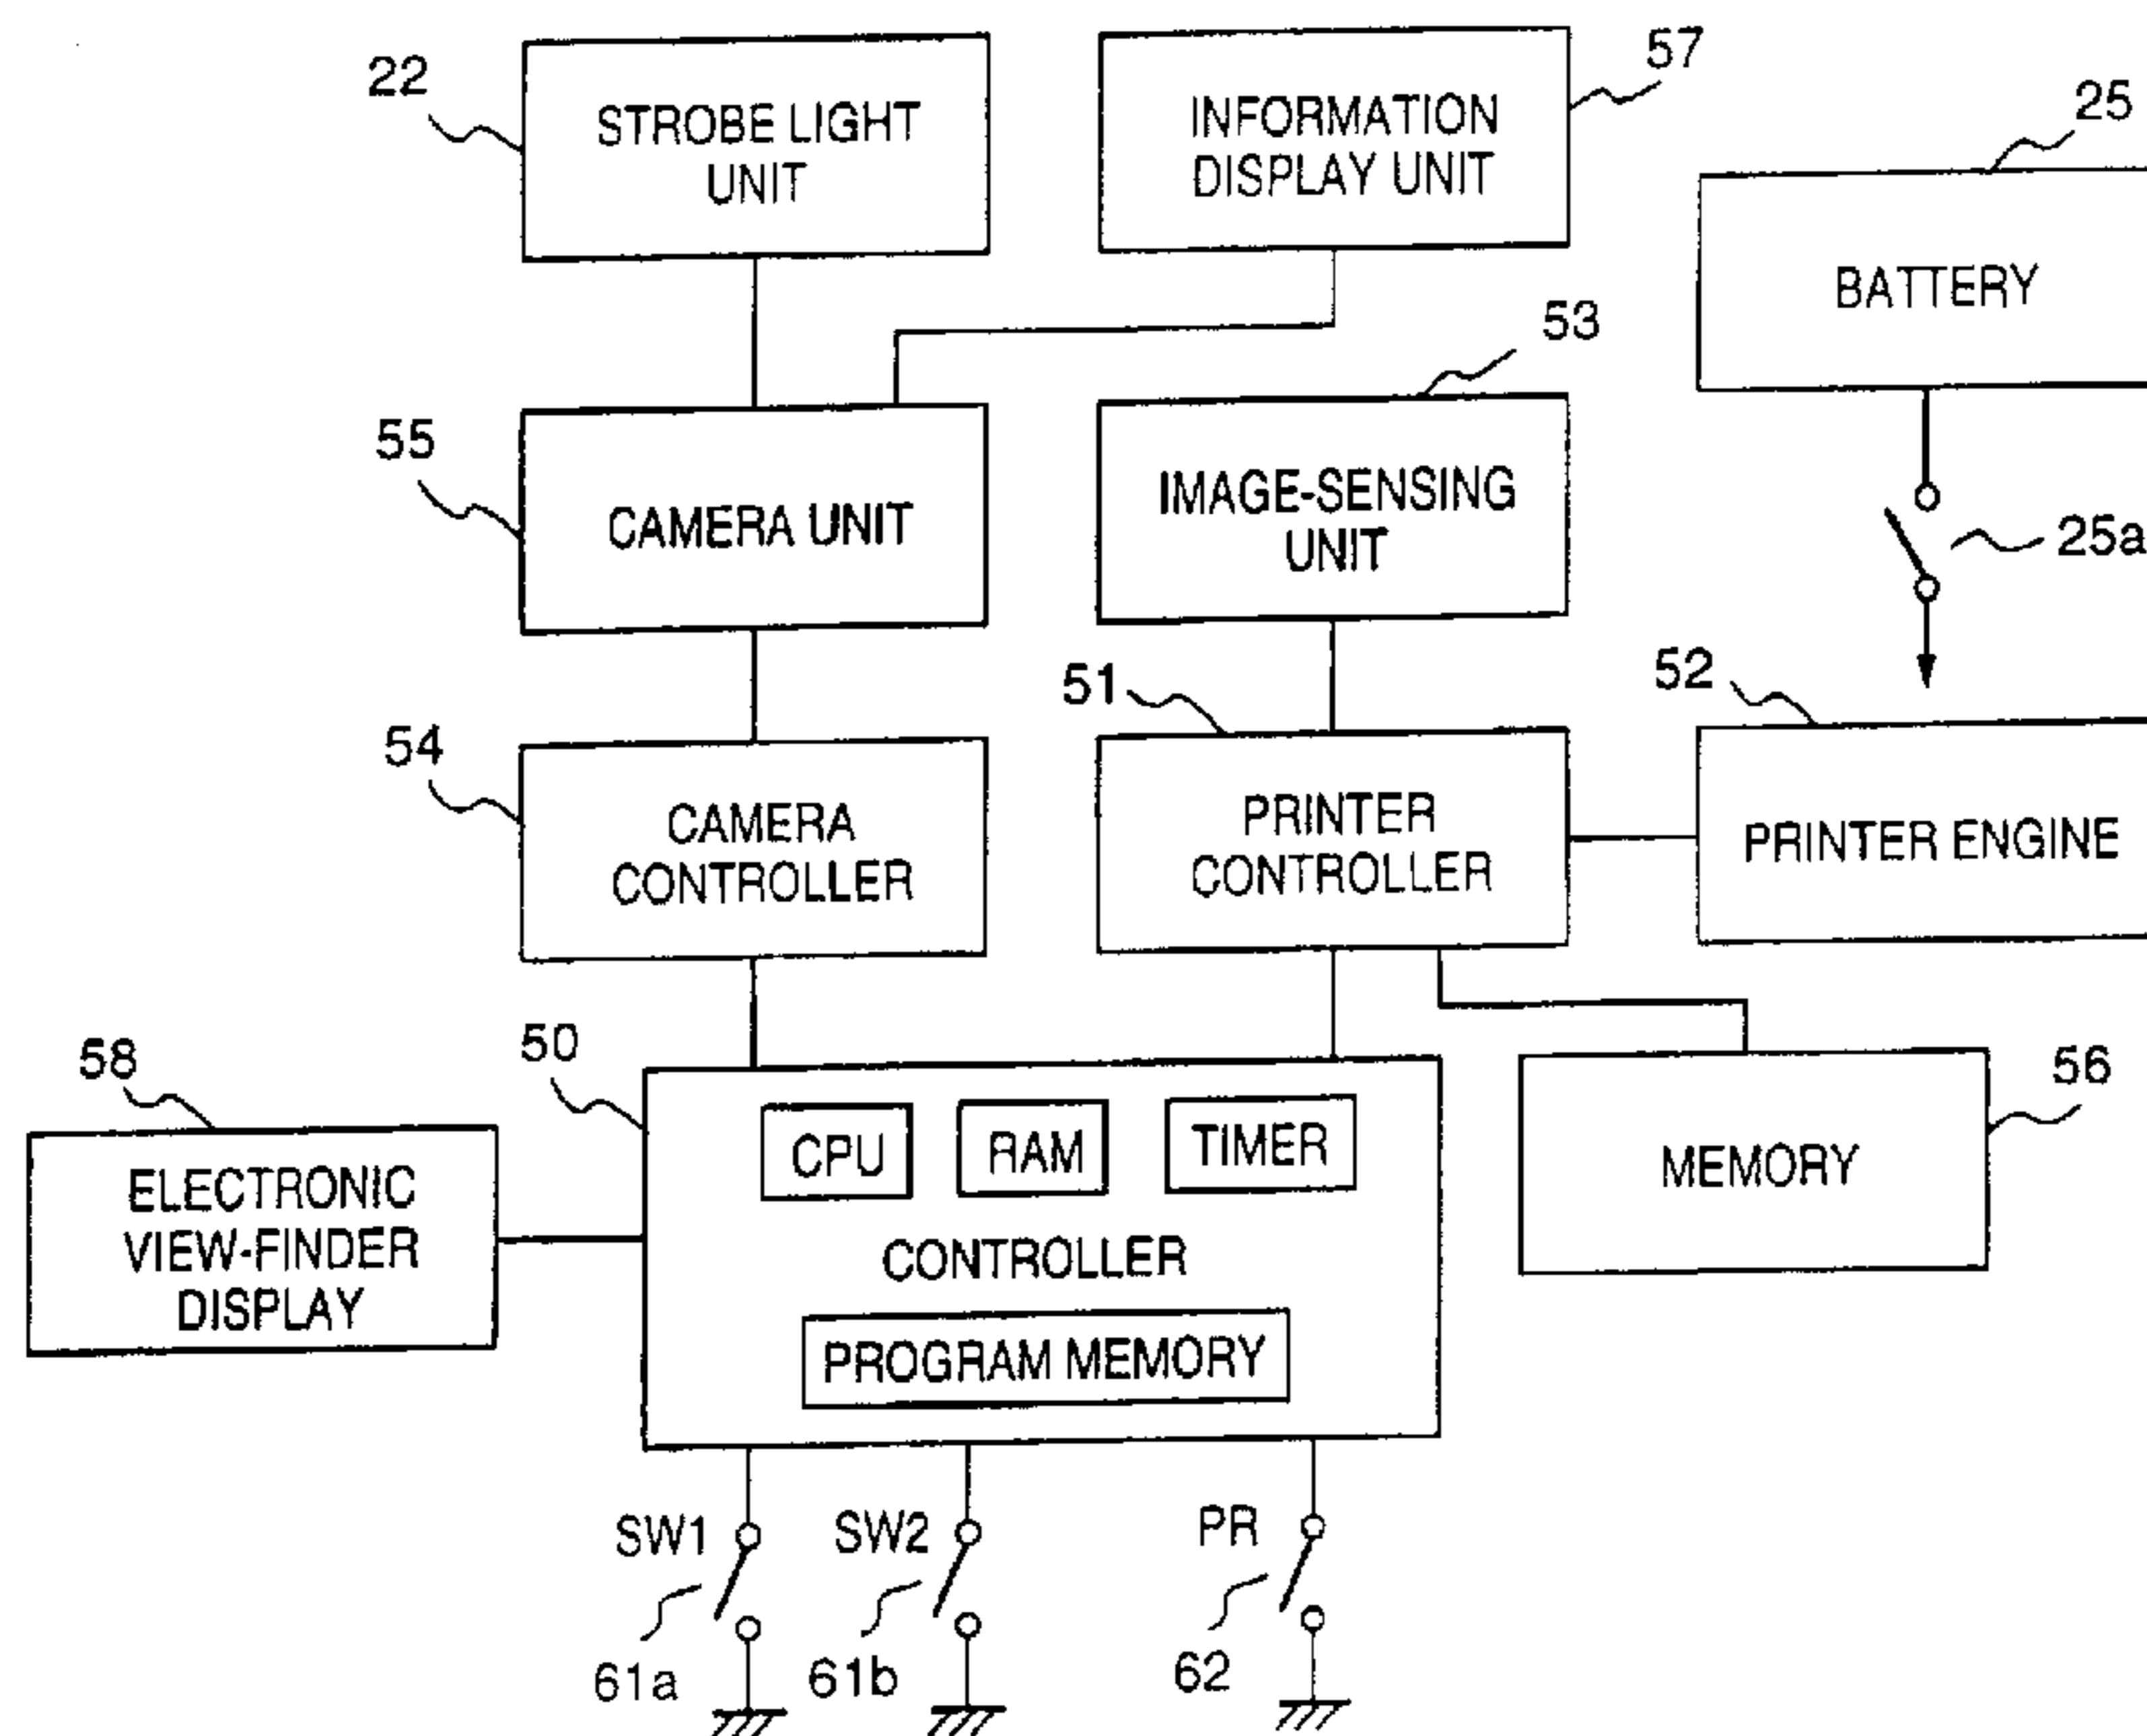 22
STROBE LIGHT
UNIT
INFORMATION
DISPLAY UNIT
57
25
BATTERY
25a
55
CAMERA UNIT
53
IMAGE-SENSING
UNIT
54
CAMERA
CONTROLLER
51
PRINTER
CONTROLLER
52
PRINTER ENGINE
58
ELECTRONIC
VIEW-FINDER
DISPLAY
50
CPU
RAM
TIMER
CONTROLLER
PROGRAM MEMORY
56
MEMORY
SW1
61a
SW2
61b
PR
62